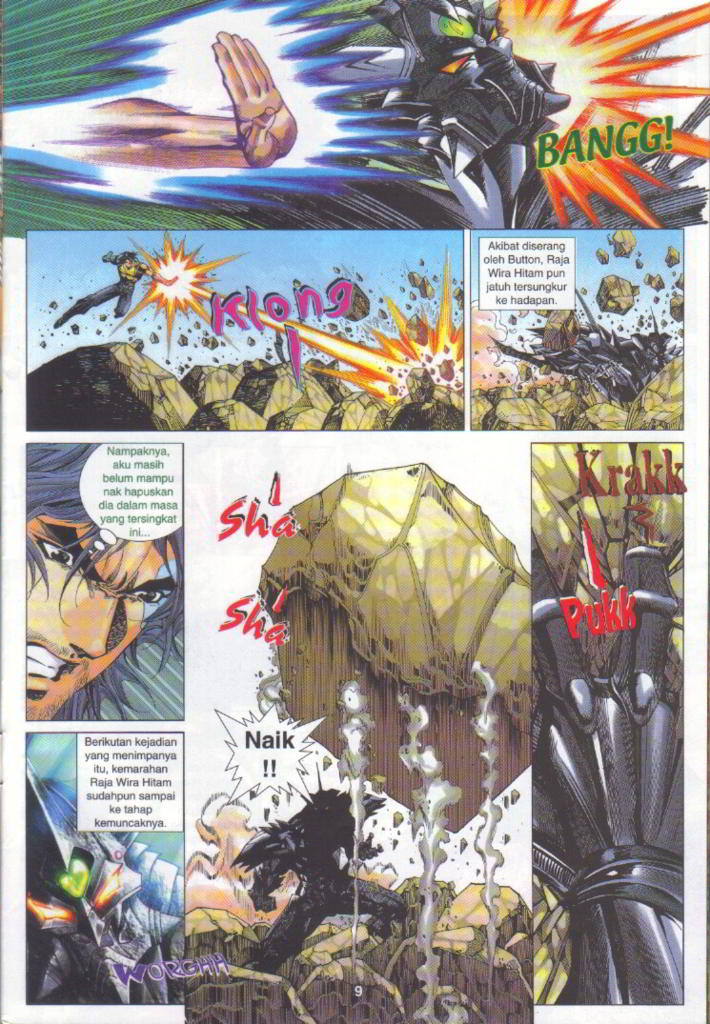 BANGG!
Klong
Akibat diserang
oleh Button, Raja
Wira Hitam pun
jatuh tersungkur
ke hadapan.
Nampaknya,
aku masih
belum mampu
nak hapuskan
dia dalam masa
yang tersingkat
ini...
Sha
Sha
Krakk
Pukk
Naik
!!
Berikutan kejadian
yang menimpanya
itu, kemarahan
Raja Wira Hitam
sudahpun sampai
ke tahap
kemuncaknya.
WORGHH
9